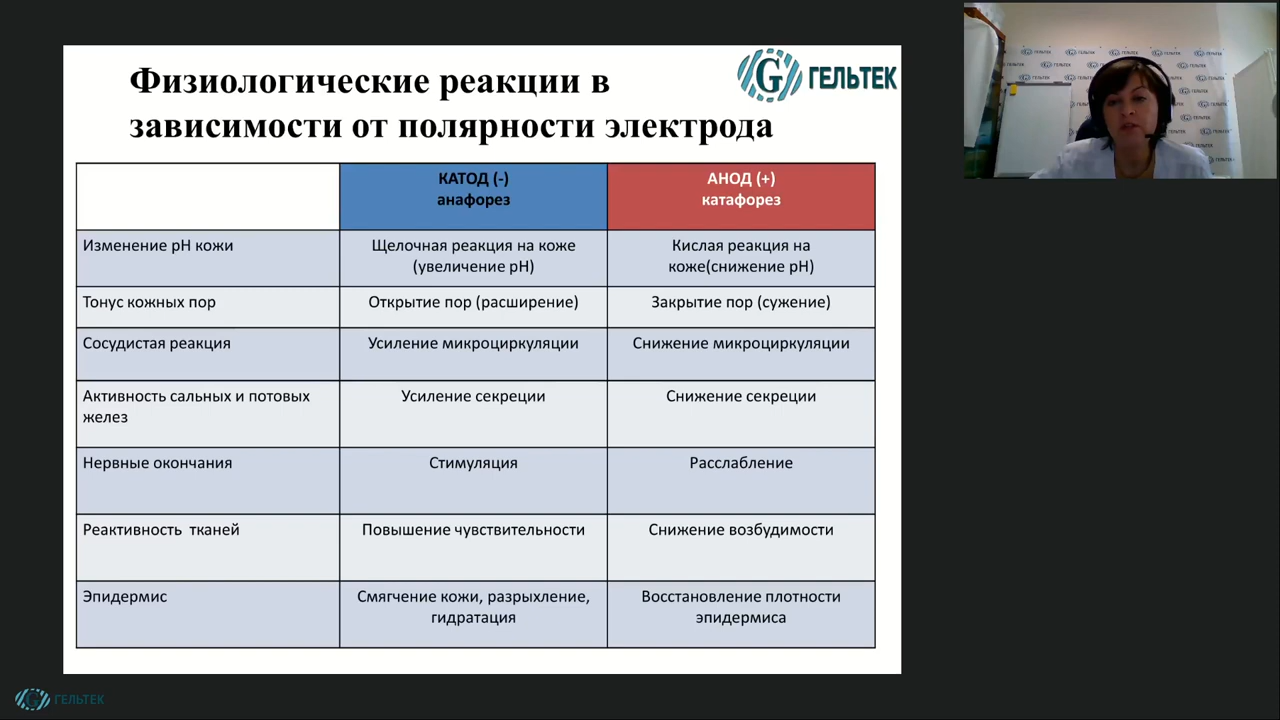 Физиологические реакции в
зависимости от полярности электрода
G ГЕЛЬТЕК
КАТОД (-)
анафорез
АНОД (+)
катафорез
Изменение pH кожи
Щелочная реакция на коже
(увеличение pH)
Кислая реакция на
коже(снижение pH)
Тонус кожных пор
Открытие пор (расширение)
Закрытие пор (сужение)
Сосудистая реакция
Усиление микроциркуляции
Снижение микроциркуляции
Активность сальных и потовых
желез
Усиление секреции
Снижение секреции
Нервные окончания
Стимуляция
Расслабление
Реактивность тканей
Повышение чувствительности
Снижение возбудимости
Эпидермис
Смягчение кожи, разрыхление,
гидратация
Восстановление плотности
эпидермиса
G ГЕЛЬТЕК